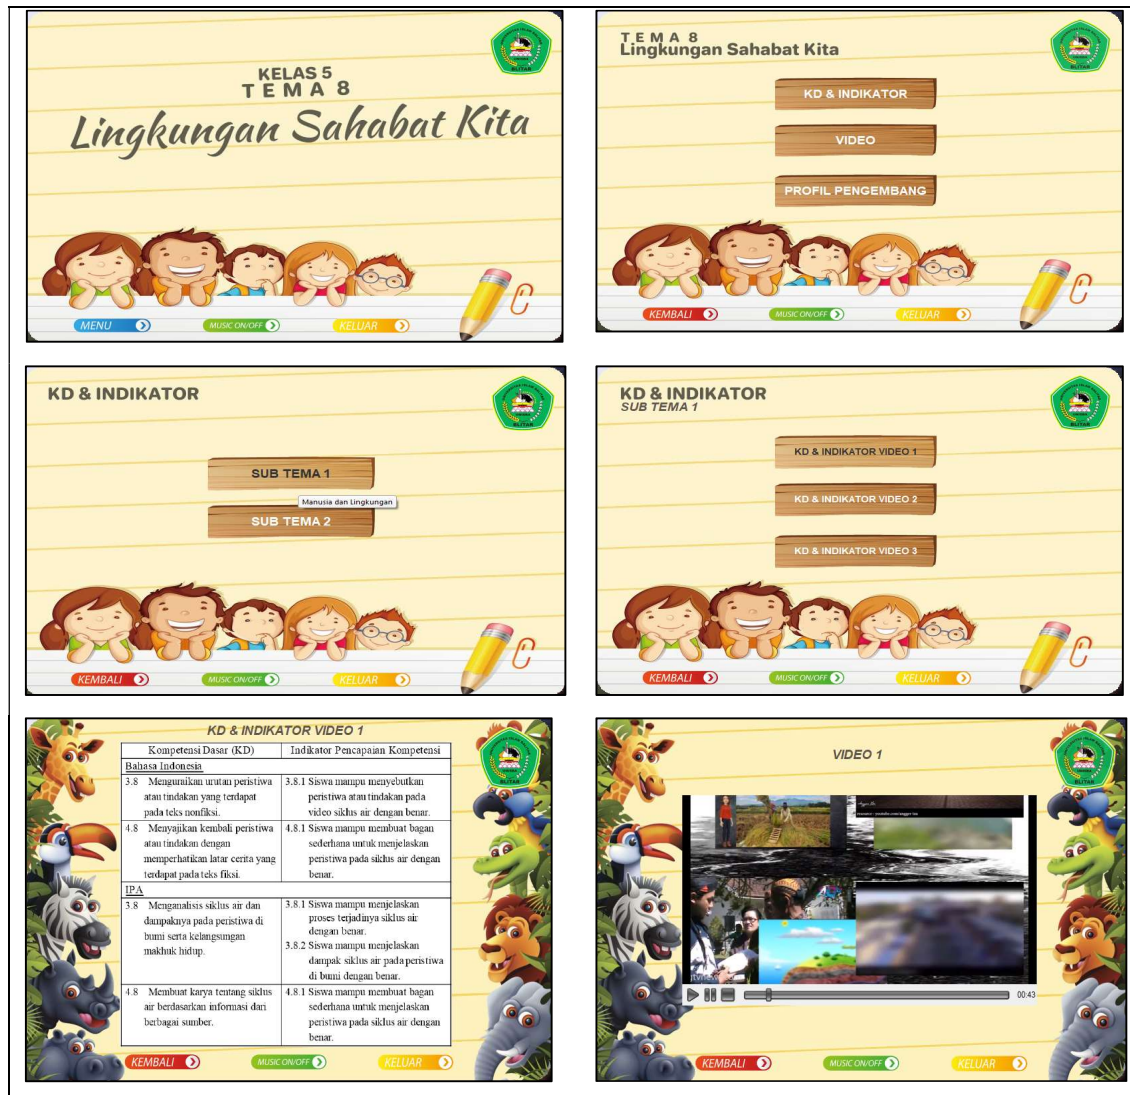 KELAS 5
TEMA 8
Lingkungan Sahabat Kita
BLITAR
MENU
MUSIC ON/OFF
KELUAR
TEMA 8
Lingkungan Sahabat Kita
BLITAR
KD & INDIKATOR
VIDEO
PROFIL PENGEMBANG
KEMBALI
MUSIC ON/OFF
KELUAR
KD & INDIKATOR
BLITAR
SUB TEMA 1
Manusia dan Lingkungan
SUB TEMA 2
KEMBALI
MUSIC ON/OFF
KELUAR
KD & INDIKATOR
SUB TEMA 1
BLITAR
KD & INDIKATOR VIDEO 1
KD & INDIKATOR VIDEO 2
KD & INDIKATOR VIDEO 3
KEMBALI
MUSIC ON/OFF
KELUAR
KD & INDIKATOR VIDEO 1
BLITAR
Kompetensi Dasar (KD)
Indikator Pencapaian Kompetensi
Bahasa Indonesia
3.8 Menguraikan urutan peristiwa
atau tindakan yang terdapat
pada teks nonfiksi.
3.8.1 Siswa mampu menyebutkan
peristiwa atau tindakan pada
video siklus air dengan benar.
4.8 Menyajikan kembali peristiwa
atau tindakan dengan
memperhatikan latar cerita yang
terdapat pada teks fiksi.
4.8.1 Siswa mampu membuat bagan
sederhana untuk menjelaskan
peristiwa pada siklus air dengan
benar.
IPA
3.8 Menganalisis siklus air dan
dampaknya pada peristiwa di
bumi serta kelangsungan
makhuk hidup.
3.8.1 Siswa mampu menjelaskan
proses terjadinya siklus air
dengan benar.
3.8.2 Siswa mampu menjelaskan
dampak siklus air pada peristiwa
di bumi dengan benar.
4.8 Membuat karya tentang siklus
air berdasarkan informasi dari
berbagai sumber.
4.8.1 Siswa mampu membuat bagan
sederhana untuk menjelaskan
peristiwa pada siklus air dengan
benar.
KEMBALI
MUSIC ON/OFF
KELUAR
VIDEO 1
BLITAR
00:43
KEMBALI
MUSIC ON/OFF
KELUAR